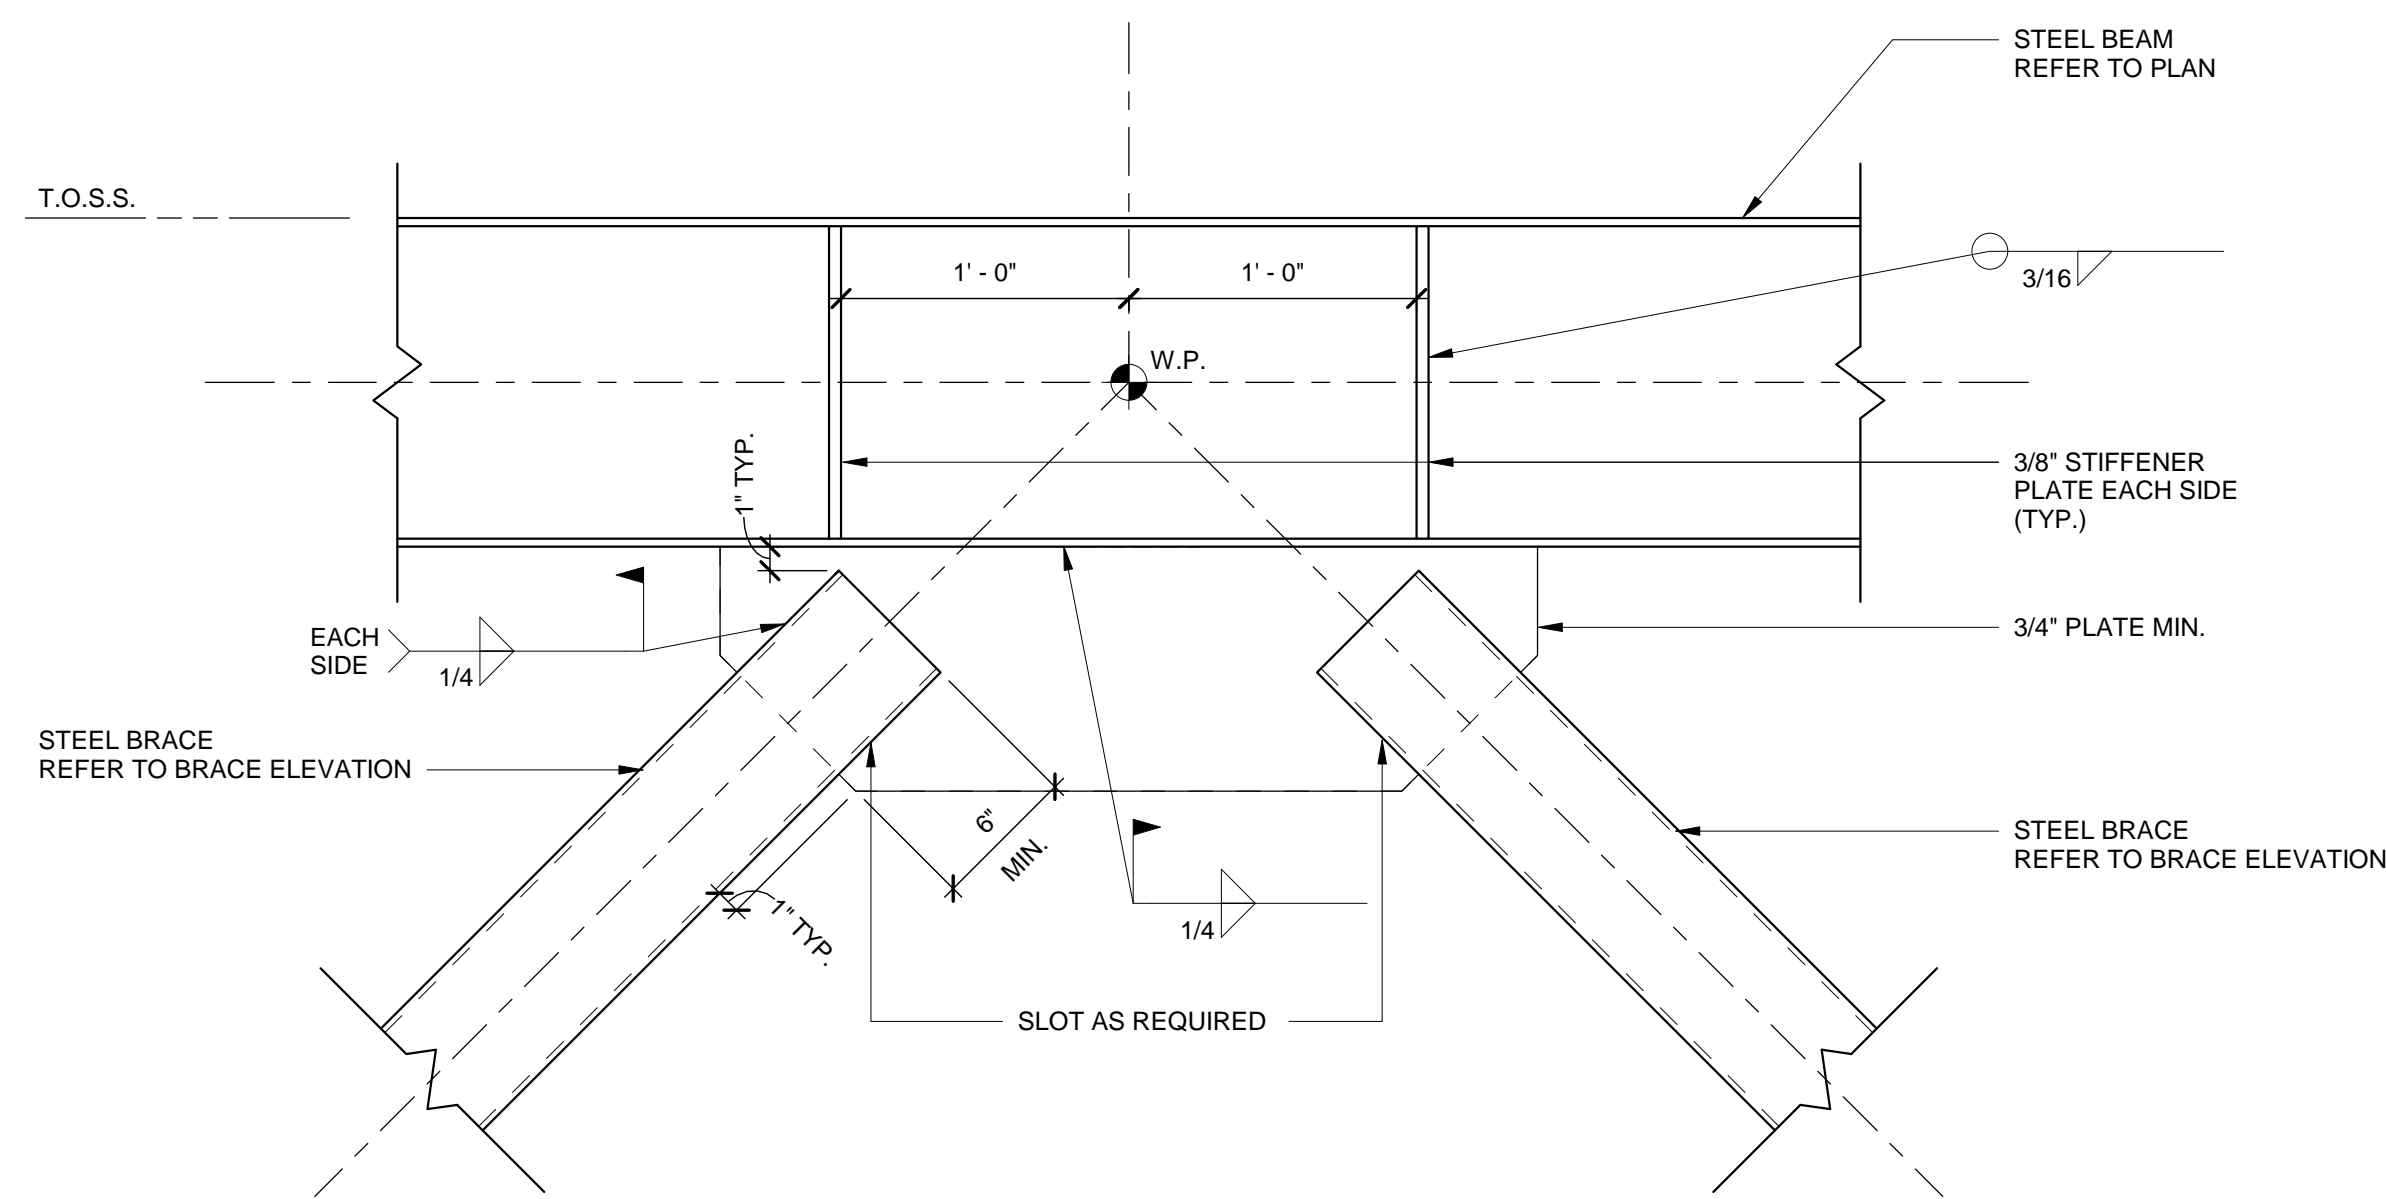 STEEL BEAM
REFER TO PLAN
T.O.S.S.
1' - 0"
1' - 0"
3/16
W.P.
1" TYP.
3/8" STIFFENER
PLATE EACH SIDE
(TYP.)
EACH
SIDE
1/4
3/4" PLATE MIN.
STEEL BRACE
REFER TO BRACE ELEVATION
6"
MIN.
STEEL BRACE
REFER TO BRACE ELEVATION
1" TYP.
1/4
SLOT AS REQUIRED